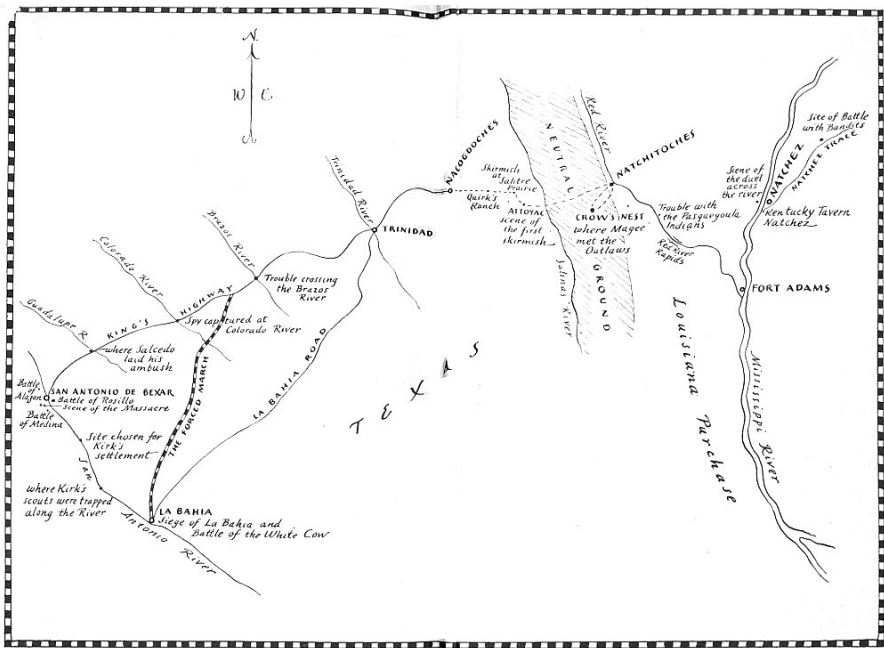 N.
W E
Site of Battle
with Bandits
NATCHEZ TRACE
NATCHEZ
Scene of
the duel
across
the river
Kentucky Tavern
Natchez
Red River
NEUTRAL
GROUND
NATCHITOCHES
NACOGDOCHES
Skirmish
at
Salitre
Prairie
Quirk's
Ranch
ATTOYAC
scene of
the first
skirmish
CROW'S NEST
where Magee
met the
Outlaws
Trouble with
the Pasquayoula
Indians
Red River
Rapids
Salinas River
FORT ADAMS
Mississippi River
Louisiana Purchase
TEXAS
Trinidad River
TRINIDAD
Brazos River
Trouble crossing
the Brazos
River
Colorado River
Spy captured at
Colorado River
KING'S HIGHWAY
Guadalupe R.
where Salcedo
laid his
ambush
THE FORCED MARCH
LA BAHIA ROAD
Battle
of
Alazan
SAN ANTONIO DE BEXAR
Battle of Rosillo
scene of the Massacre
Battle
of Medina
Site chosen for
Kirk's
settlement
where Kirk's
scouts were trapped
along the River
San Antonio River
LA BAHIA
Siege of La Bahia and
Battle of the White Cow